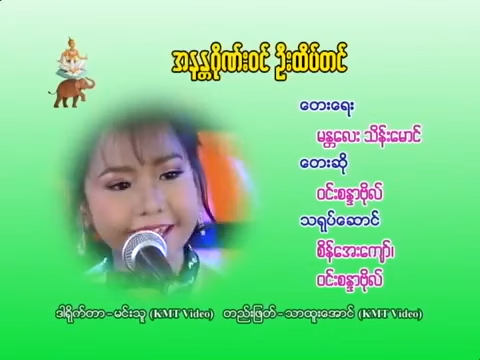 အနန္တဂိုဏ်းဝင် ဦးထိပ်တင်
တေးရေး
မန္တလေး သိန်းမောင်
တေးဆို
ဝင်းစန္ဒာဗိုလ်
သရုပ်ဆောင်
စိန်အေးကျော်၊
ဝင်းစန္ဒာဗိုလ်
ဒါရိုက်တာ - မင်းသူ (KMT Video) တည်းဖြတ် - သာထူးအောင် (KMT Video)